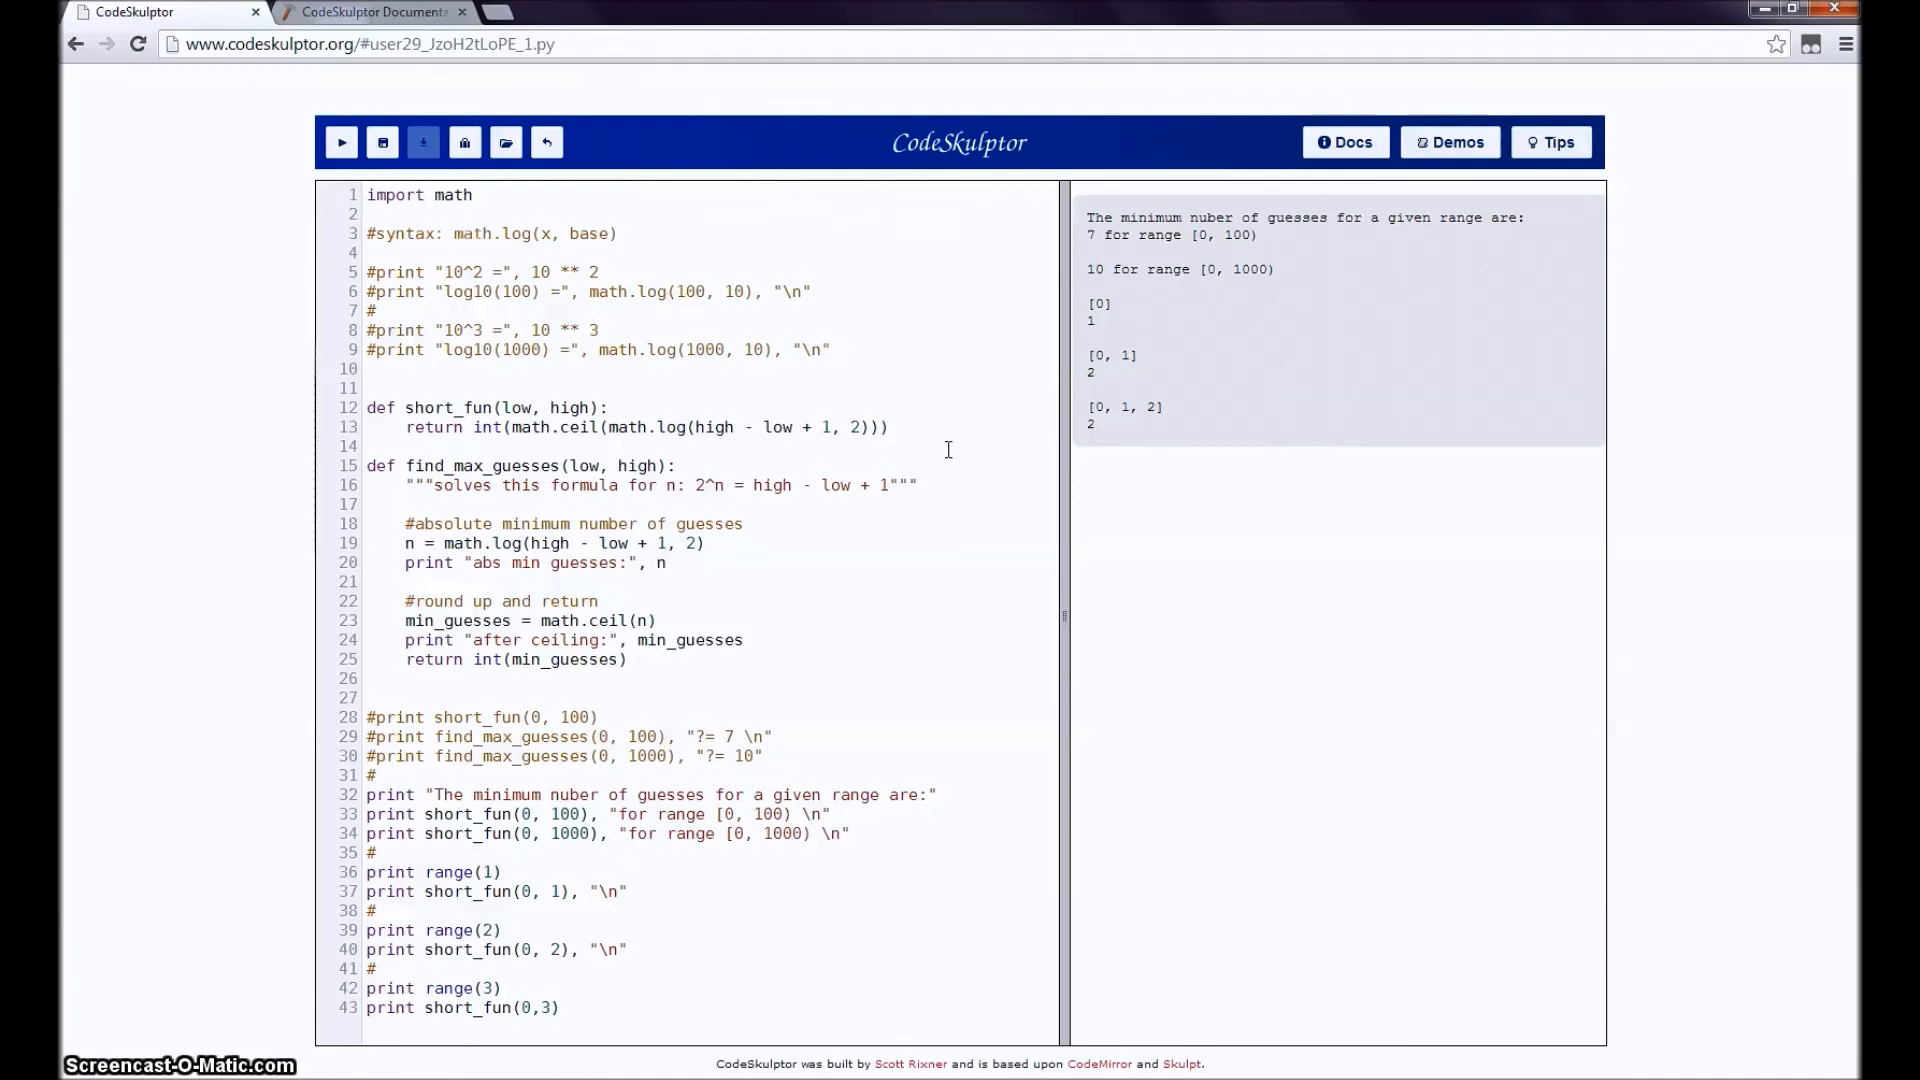 CodeSkulptor
CodeSkulptor Documenta
www.codeskulptor.org/#user29_JzoH2tLoPE_1.py
CodeSkulptor
Docs
Demos
Tips
1 import math
2
3 #syntax: math.log(x, base)
4
5 #print "10^2 =", 10 ** 2
6 #print "log10(100) =", math.log(100, 10), "\n"
7 #
8 #print "10^3 =", 10 ** 3
9 #print "log10(1000) =", math.log(1000, 10), "\n"
10
11
12 def short_fun(low, high):
13     return int(math.ceil(math.log(high - low + 1, 2)))
14
15 def find_max_guesses(low, high):
16     """solves this formula for n: 2^n = high - low + 1"""
17
18     #absolute minimum number of guesses
19     n = math.log(high - low + 1, 2)
20     print "abs min guesses:", n
21
22     #round up and return
23     min_guesses = math.ceil(n)
24     print "after ceiling:", min_guesses
25     return int(min_guesses)
26
27
28 #print short_fun(0, 100)
29 #print find_max_guesses(0, 100), "?= 7 \n"
30 #print find_max_guesses(0, 1000), "?= 10"
31 #
32 print "The minimum nuber of guesses for a given range are:"
33 print short_fun(0, 100), "for range [0, 100) \n"
34 print short_fun(0, 1000), "for range [0, 1000) \n"
35 #
36 print range(1)
37 print short_fun(0, 1), "\n"
38 #
39 print range(2)
40 print short_fun(0, 2), "\n"
41 #
42 print range(3)
43 print short_fun(0,3)
The minimum nuber of guesses for a given range are:
7 for range [0, 100)
10 for range [0, 1000)
[0]
1
[0, 1]
2
[0, 1, 2]
2
CodeSkulptor was built by Scott Rixner and is based upon CodeMirror and Skulpt.
Screencast-O-Matic.com